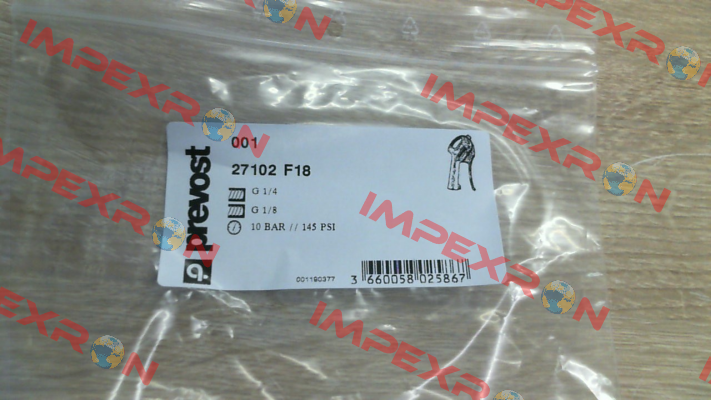 prevost
001
27102 F18
G 1/4
G 1/8
10 BAR // 145 PSI
001190377
3 660058 025867
IMPEXRON
IMPEXRON
IMPEXRON
IMPEXRON
IMPEXRON
IMPEXRON
IMPEXRON